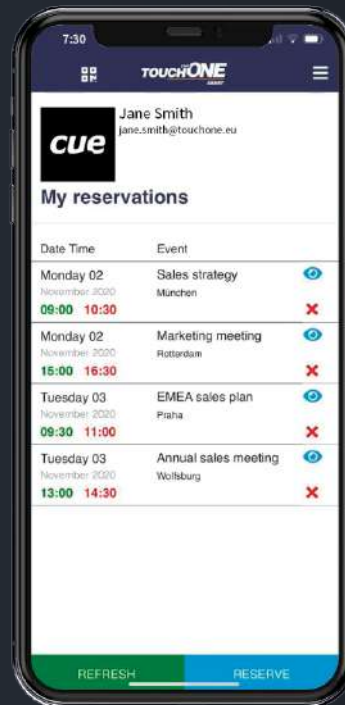 7:30
TOUCHONE
Jane Smith
jane.smith@touchone.eu
cue
My reservations
Date Time Event
Monday 02 Sales strategy
November 2020 München
09:00 10:30
Monday 02 Marketing meeting
November 2020 Rotterdam
15:00 16:30
Tuesday 03 EMEA sales plan
November 2020 Praha
09:30 11:00
Tuesday 03 Annual sales meeting
November 2020 Wolfsburg
13:00 14:30
REFRESH RESERVE